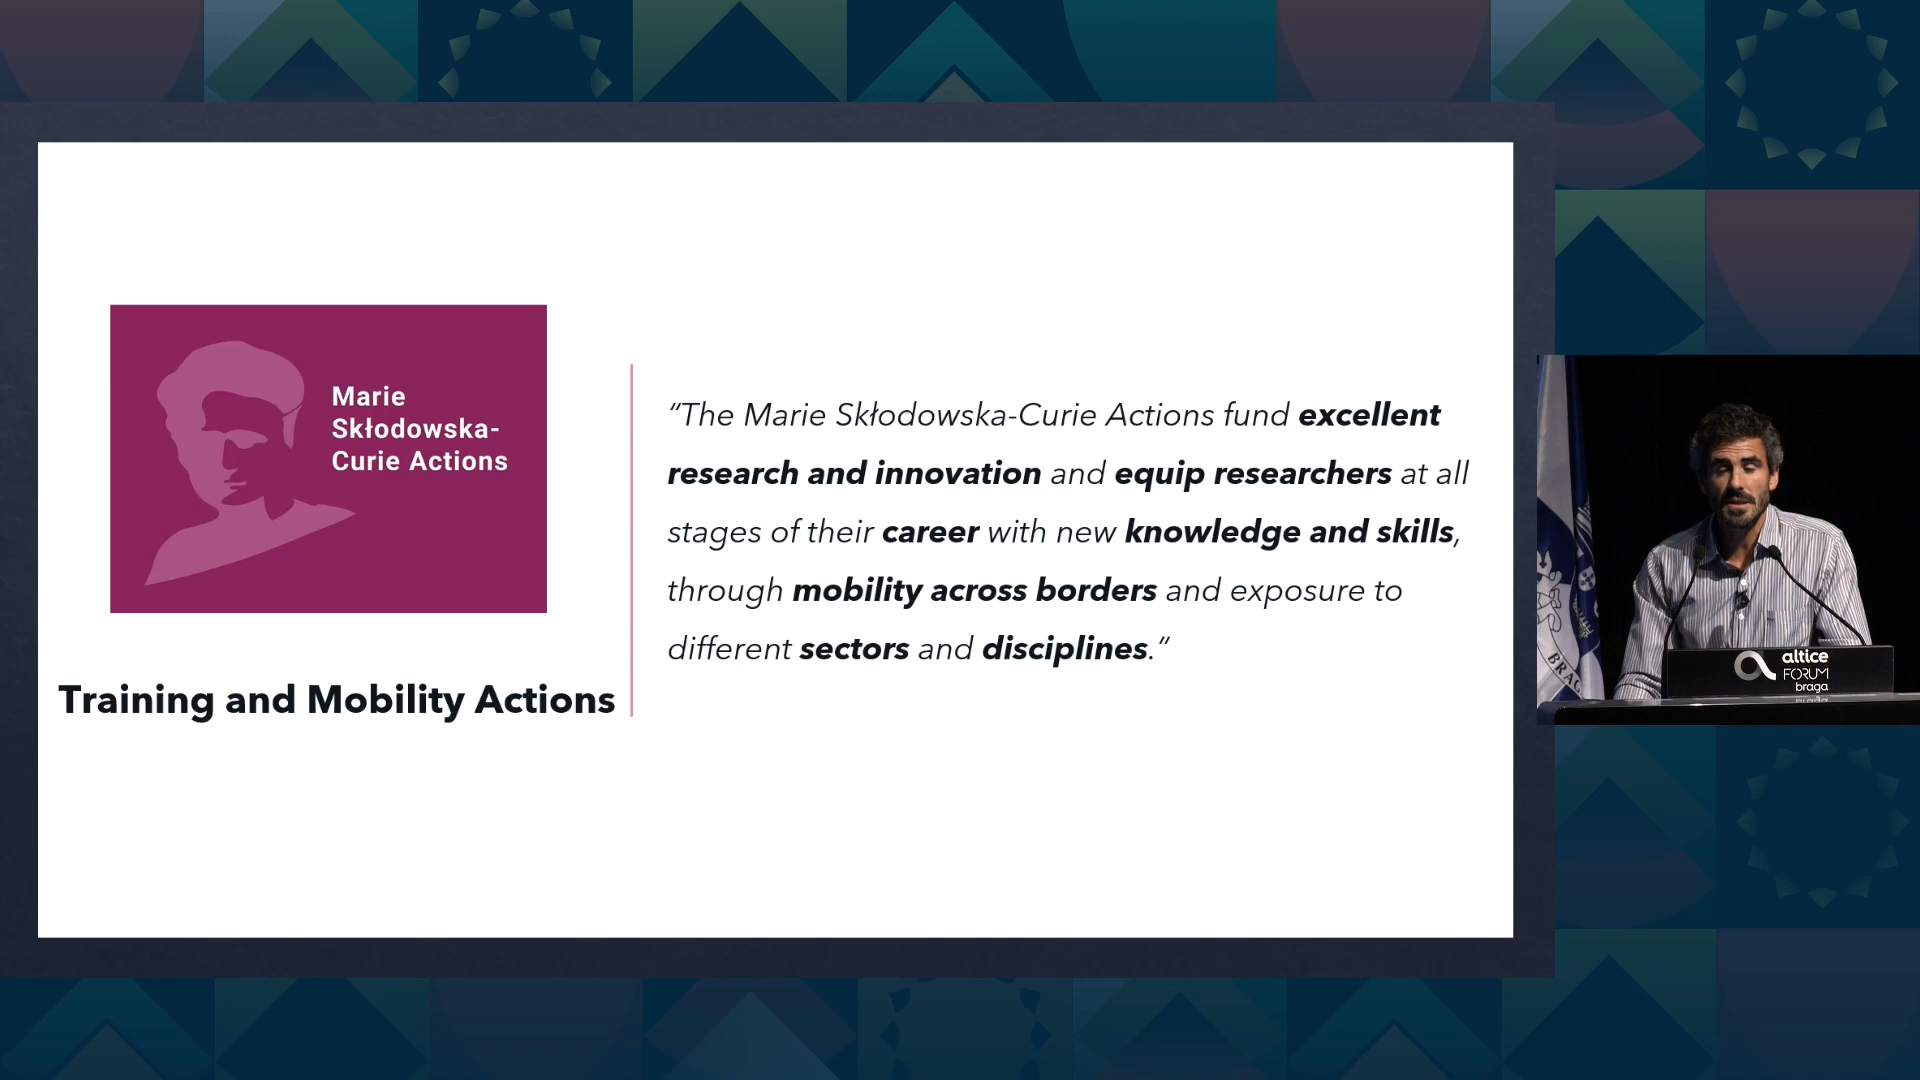 Marie
Skłodowska-
Curie Actions
Training and Mobility Actions
“The Marie Skłodowska-Curie Actions fund excellent
research and innovation and equip researchers at all
stages of their career with new knowledge and skills,
through mobility across borders and exposure to
different sectors and disciplines.”
altice
FORUM
braga
BRAG